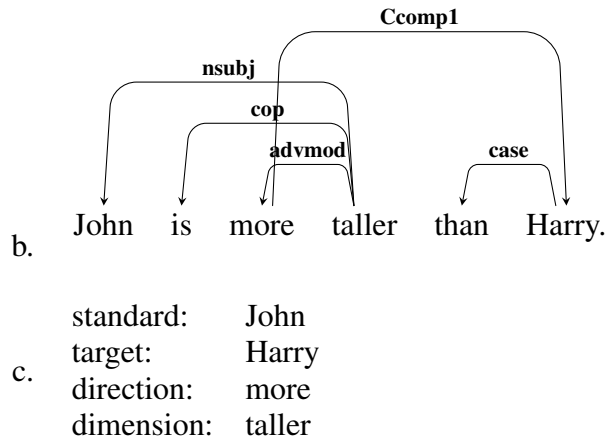 Ccomp1
nsubj
cop
advmod case
John is more taller than Harry.
b.
standard: John
target: Harry
c.
direction: more
dimension: taller